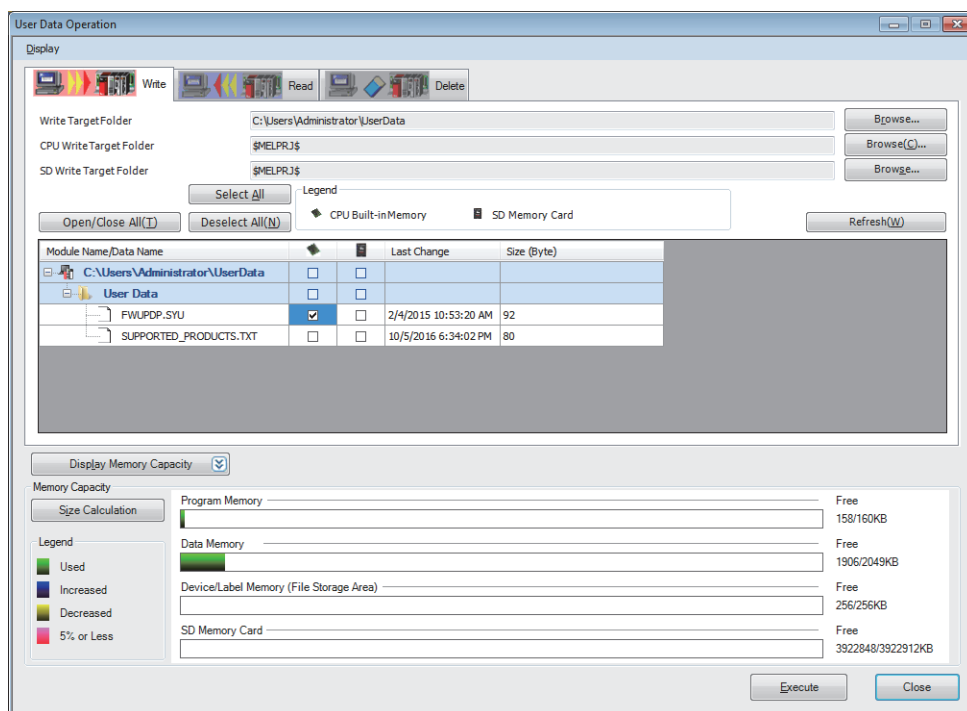 User Data Operation
Display
Write Read Delete
Write Target Folder C:\Users\Administrator\UserData Browse...
CPU Write Target Folder $MELPRJ$ Browse(C)...
SD Write Target Folder $MELPRJ$ Browse...
Select All Legend
Open/Close All(T) Deselect All(N) CPU Built-in Memory SD Memory Card Refresh(W)
Module Name/Data Name Last Change Size (Byte)
C:\Users\Administrator\UserData
User Data
FWUPDP.SYU 2/4/2015 10:53:20 AM 92
SUPPORTED_PRODUCTS.TXT 10/5/2016 6:34:02 PM 80
Display Memory Capacity
Memory Capacity
Size Calculation
Legend
Used
Increased
Decreased
5% or Less
Program Memory Free
158/160KB
Data Memory Free
1906/2049KB
Device/Label Memory (File Storage Area) Free
256/256KB
SD Memory Card Free
3922848/3922912KB
Execute Close